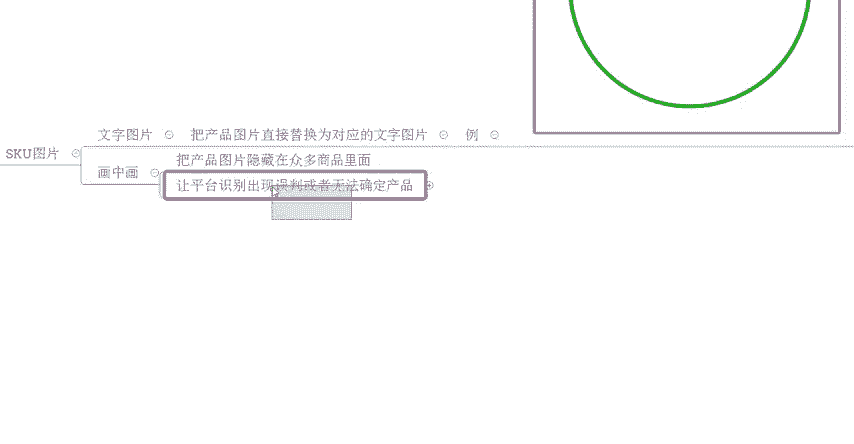 文字图片 把产品图片直接替换为对应的文字图片 例
SKU图片
把产品图片隐藏在众多商品里面
画中画
让平台识别出现误判或者无法确定产品